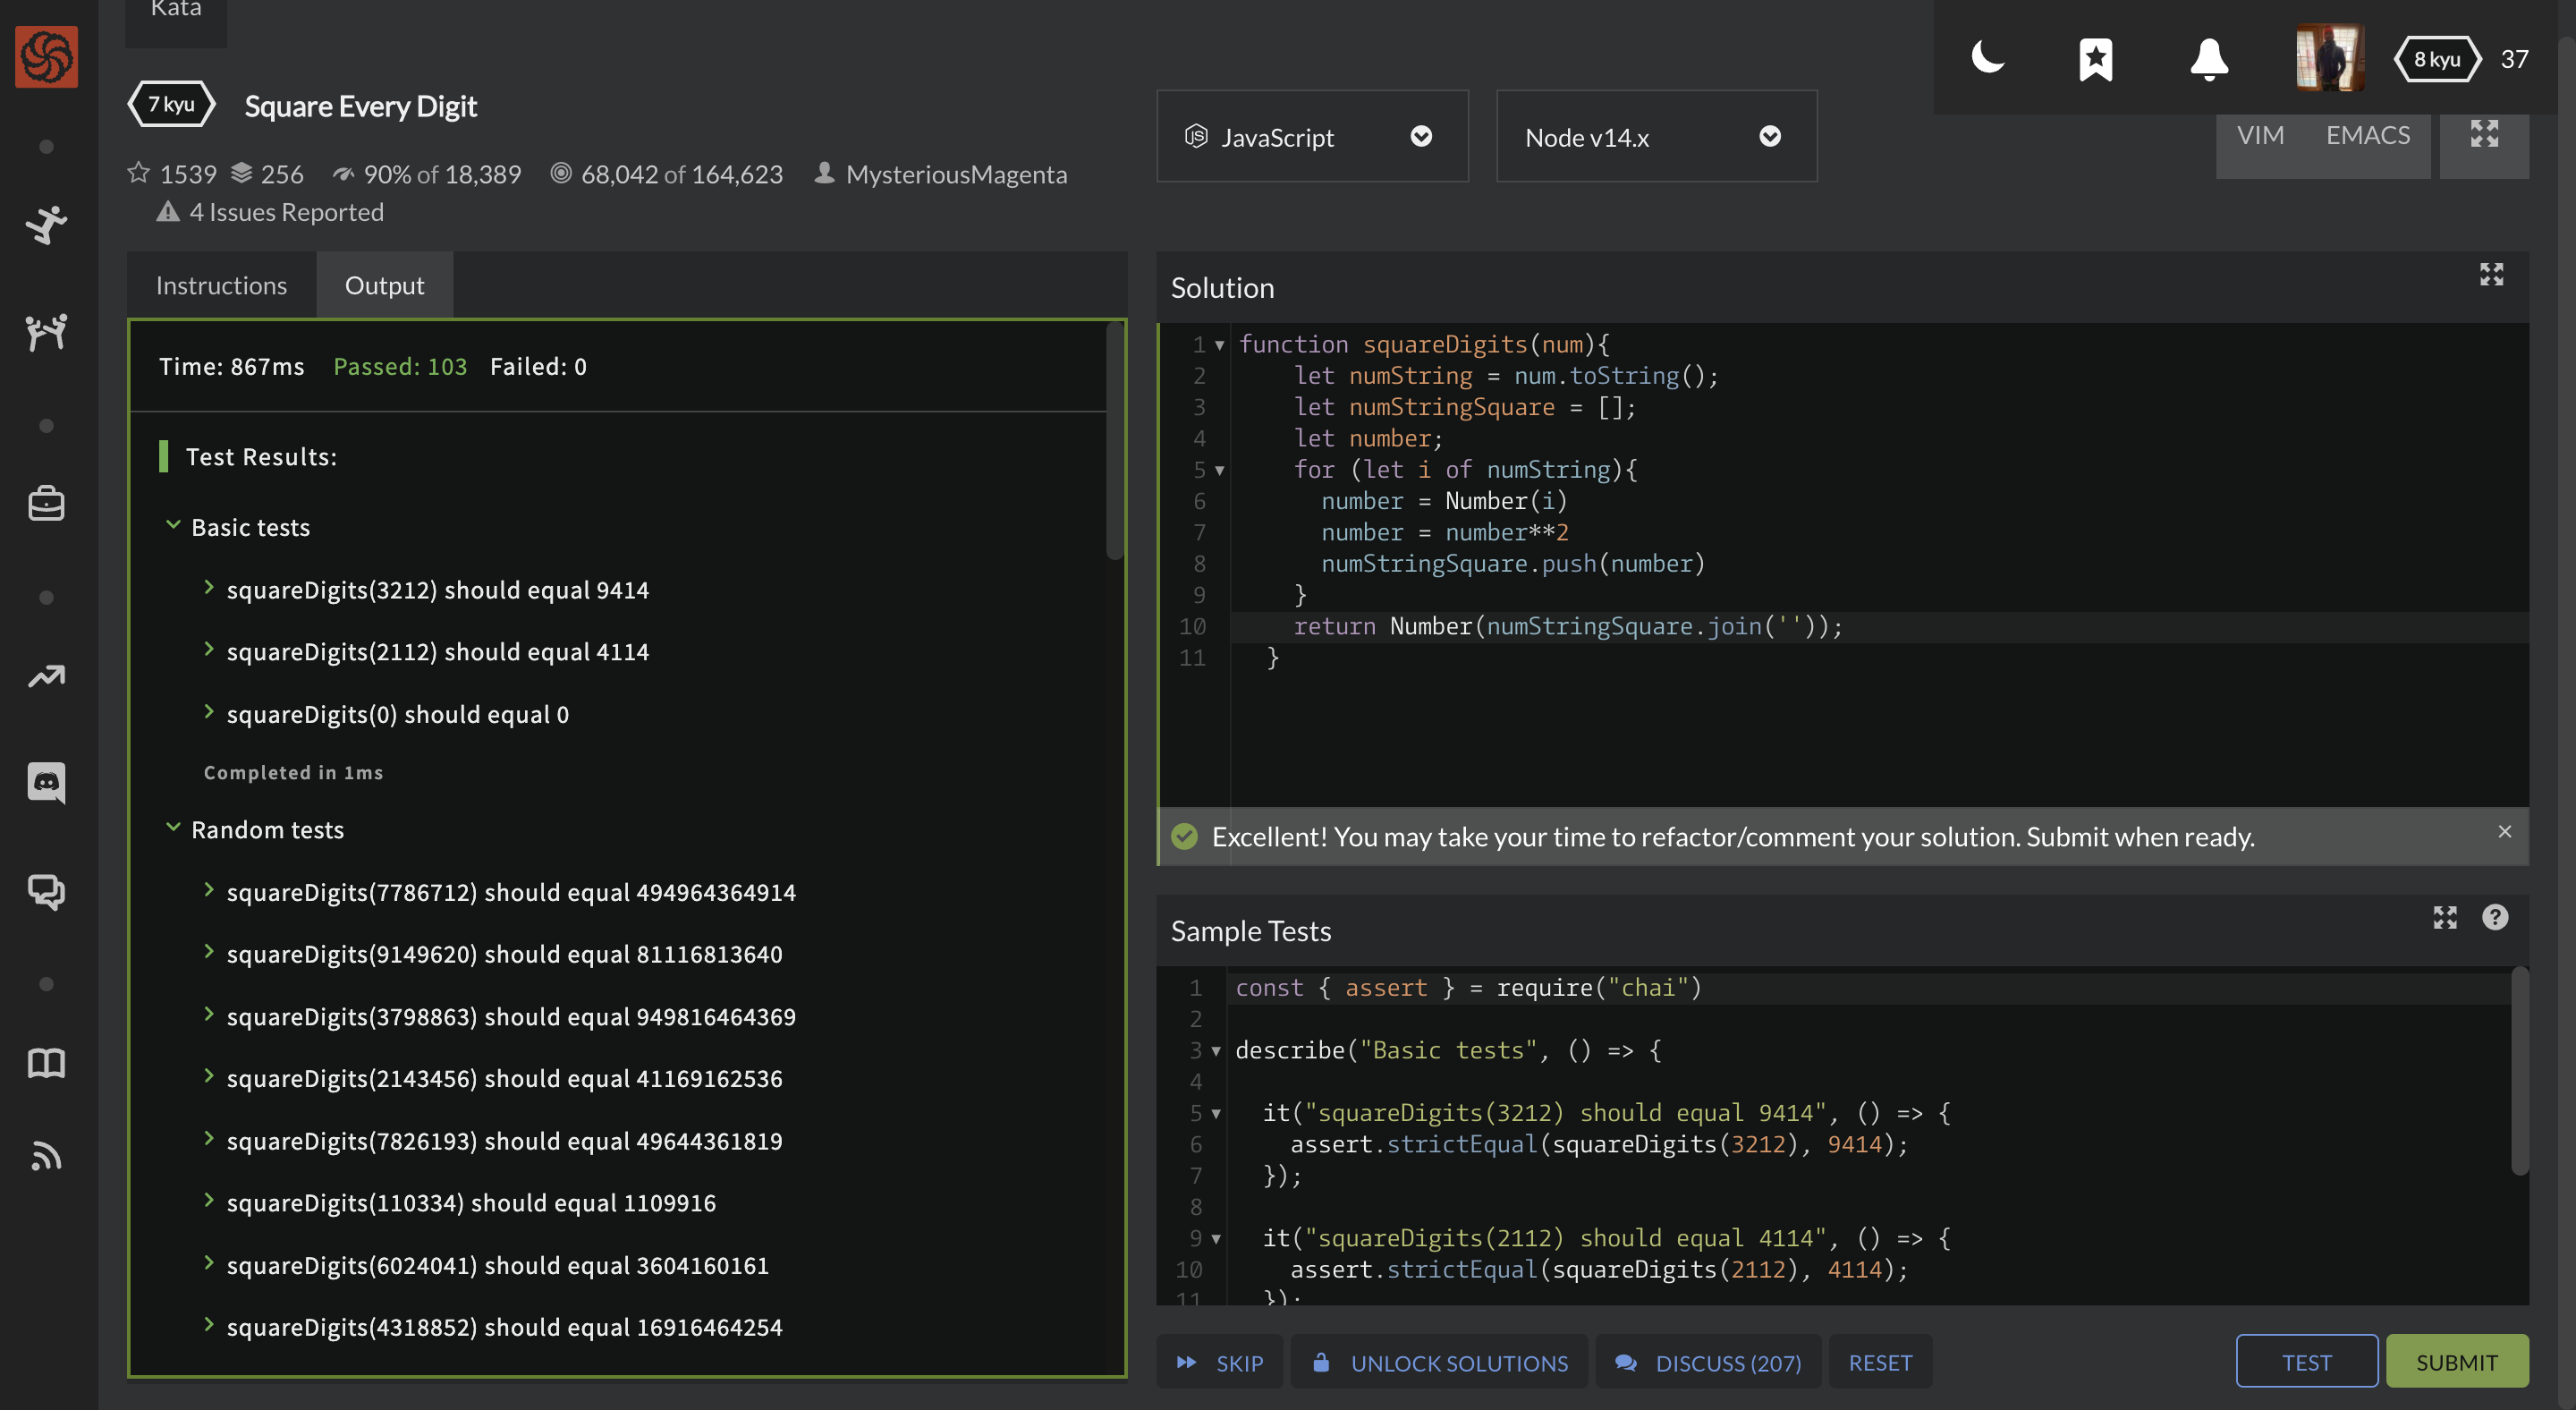 Kata
8 kyu 37
7 kyu Square Every Digit
JavaScript
Node v14.x
VIM EMACS
1539 256 90% of 18,389 68,042 of 164,623 MysteriousMagenta
4 Issues Reported
Instructions Output
Time: 867ms Passed: 103 Failed: 0
Test Results:
Basic tests
squareDigits(3212) should equal 9414
squareDigits(2112) should equal 4114
squareDigits(0) should equal 0
Completed in 1ms
Random tests
squareDigits(7786712) should equal 494964364914
squareDigits(9149620) should equal 81116813640
squareDigits(3798863) should equal 949816464369
squareDigits(2143456) should equal 41169162536
squareDigits(7826193) should equal 49644361819
squareDigits(110334) should equal 1109916
squareDigits(6024041) should equal 3604160161
squareDigits(4318852) should equal 16916464254
Solution
1 function squareDigits(num){
2 let numString = num.toString();
3 let numStringSquare = [];
4 let number;
5 for (let i of numString){
6 number = Number(i)
7 number = number**2
8 numStringSquare.push(number)
9 }
10 return Number(numStringSquare.join(''));
11 }
Excellent! You may take your time to refactor/comment your solution. Submit when ready.
Sample Tests
1 const { assert } = require("chai")
2
3 describe("Basic tests", () => {
4
5 it("squareDigits(3212) should equal 9414", () => {
6 assert.strictEqual(squareDigits(3212), 9414);
7 });
8
9 it("squareDigits(2112) should equal 4114", () => {
10 assert.strictEqual(squareDigits(2112), 4114);
11 });
SKIP UNLOCK SOLUTIONS DISCUSS (207) RESET TEST SUBMIT